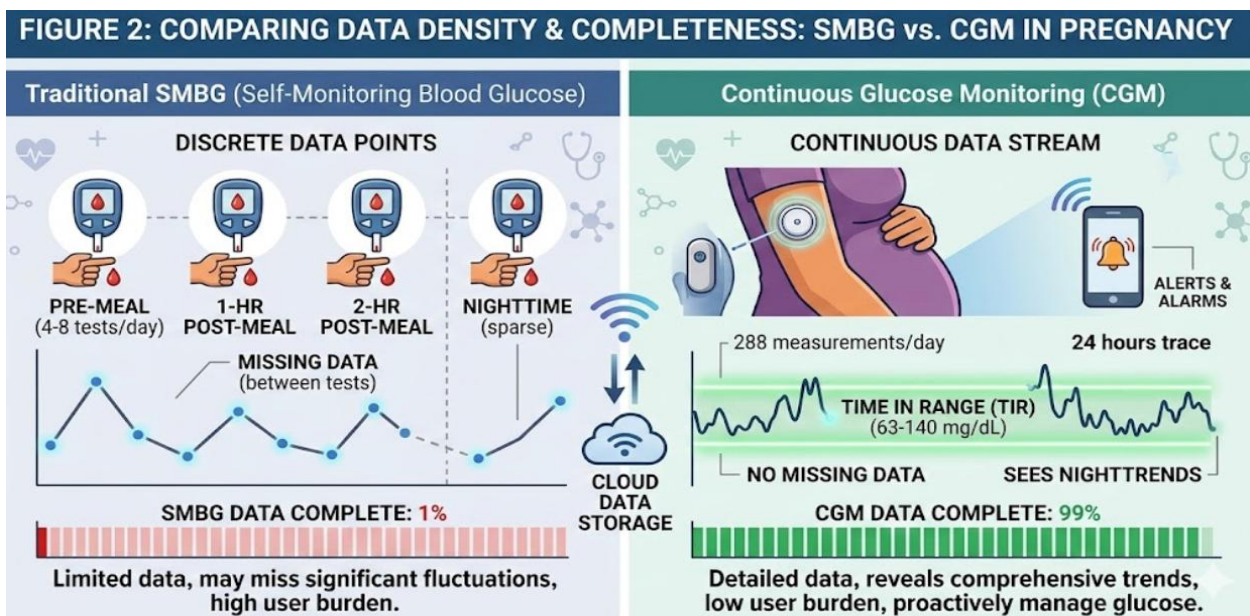 FIGURE 2: COMPARING DATA DENSITY & COMPLETENESS: SMBG vs. CGM IN PREGNANCY
Traditional SMBG (Self-Monitoring Blood Glucose)
DISCRETE DATA POINTS
PRE-MEAL
(4-8 tests/day)
1-HR
POST-MEAL
2-HR
POST-MEAL
NIGHTTIME
(sparse)
MISSING DATA
(between tests)
SMBG DATA COMPLETE: 1%
Limited data, may miss significant fluctuations,
high user burden.
CLOUD
DATA
STORAGE
Continuous Glucose Monitoring (CGM)
CONTINUOUS DATA STREAM
ALERTS &
ALARMS
288 measurements/day
24 hours trace
TIME IN RANGE (TIR)
(63-140 mg/dL)
NO MISSING DATA
SEES NIGHTTRENDS
CGM DATA COMPLETE: 99%
Detailed data, reveals comprehensive trends,
low user burden, proactively manage glucose.